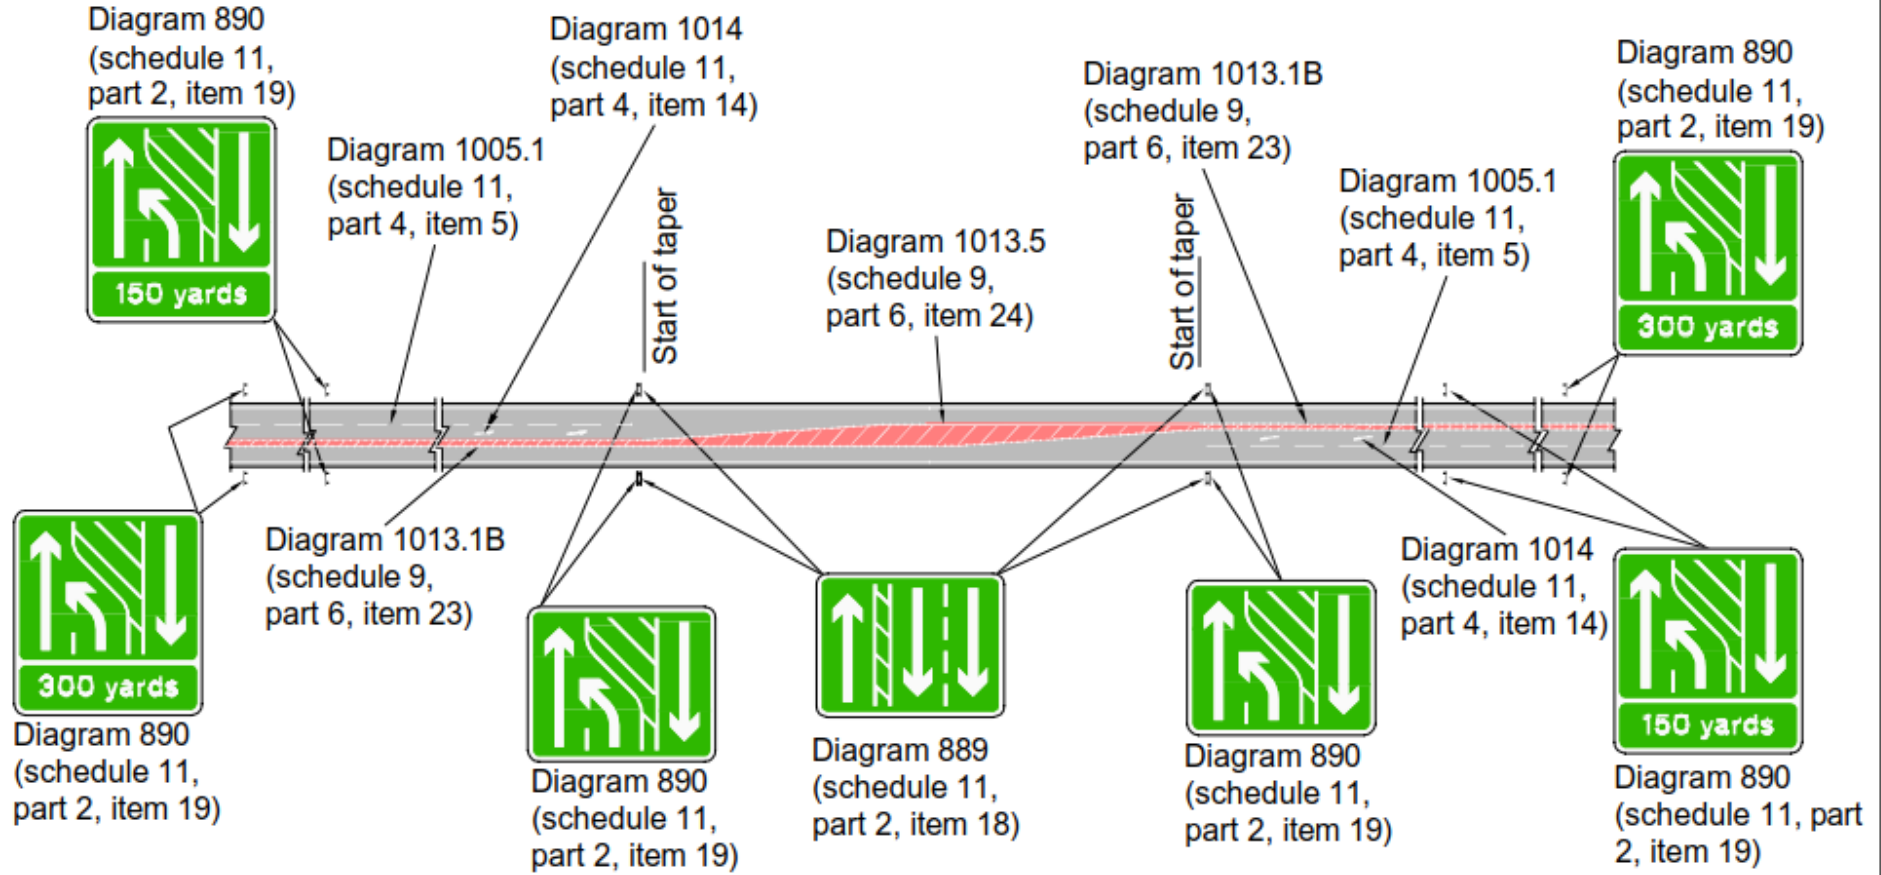 Diagram 890
(schedule 11,
part 2, item 19)
150 yards
Diagram 1005.1
(schedule 11,
part 4, item 5)
Diagram 1014
(schedule 11,
part 4, item 14)
Start of taper
Diagram 1013.5
(schedule 9,
part 6, item 24)
Diagram 1013.1B
(schedule 9,
part 6, item 23)
Start of taper
Diagram 1005.1
(schedule 11,
part 4, item 5)
Diagram 890
(schedule 11,
part 2, item 19)
300 yards
300 yards
Diagram 890
(schedule 11,
part 2, item 19)
Diagram 1013.1B
(schedule 9,
part 6, item 23)
Diagram 890
(schedule 11,
part 2, item 19)
Diagram 889
(schedule 11,
part 2, item 18)
Diagram 890
(schedule 11,
part 2, item 19)
Diagram 1014
(schedule 11,
part 4, item 14)
150 yards
Diagram 890
(schedule 11, part
2, item 19)